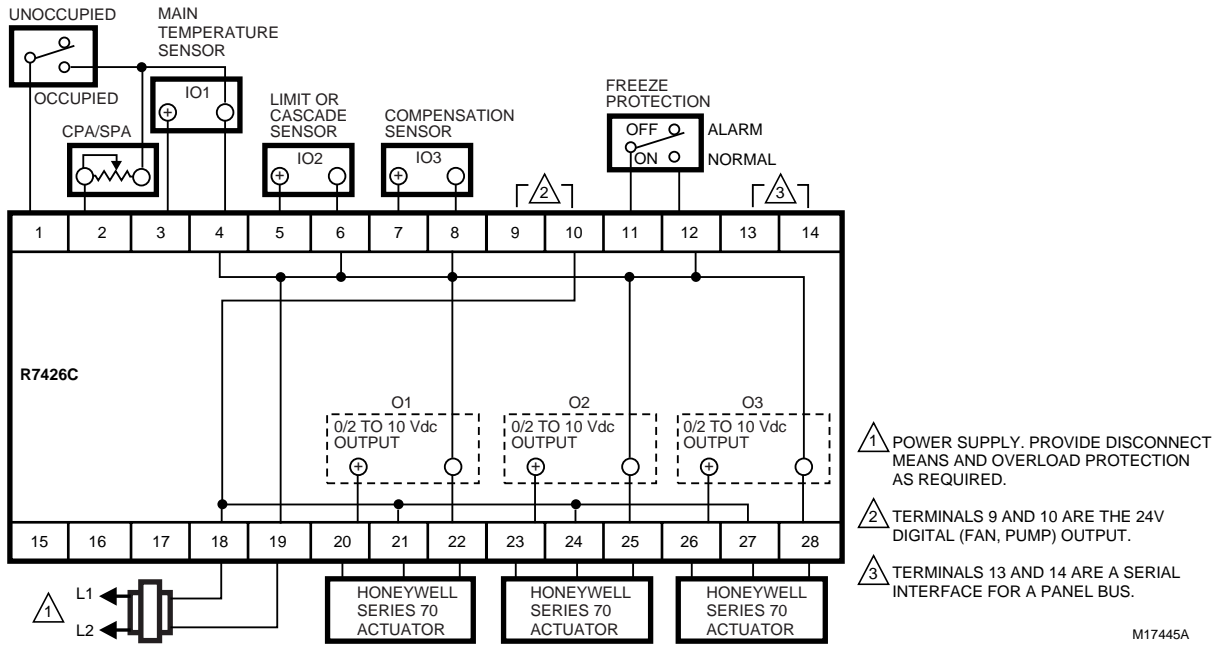 UNOCCUPIED
OCCUPIED
MAIN
TEMPERATURE
SENSOR
IO1
CPA/SPA
LIMIT OR
CASCADE
SENSOR
IO2
COMPENSATION
SENSOR
IO3
FREEZE
PROTECTION
OFF
ALARM
ON
NORMAL
2
3
1 2 3 4 5 6 7 8 9 10 11 12 13 14
R7426C
O1
0/2 TO 10 Vdc
OUTPUT
O2
0/2 TO 10 Vdc
OUTPUT
O3
0/2 TO 10 Vdc
OUTPUT
15 16 17 18 19 20 21 22 23 24 25 26 27 28
1
L1
L2
HONEYWELL
SERIES 70
ACTUATOR
HONEYWELL
SERIES 70
ACTUATOR
HONEYWELL
SERIES 70
ACTUATOR
1 POWER SUPPLY. PROVIDE DISCONNECT
MEANS AND OVERLOAD PROTECTION
AS REQUIRED.
2 TERMINALS 9 AND 10 ARE THE 24V
DIGITAL (FAN, PUMP) OUTPUT.
3 TERMINALS 13 AND 14 ARE A SERIAL
INTERFACE FOR A PANEL BUS.
M17445A